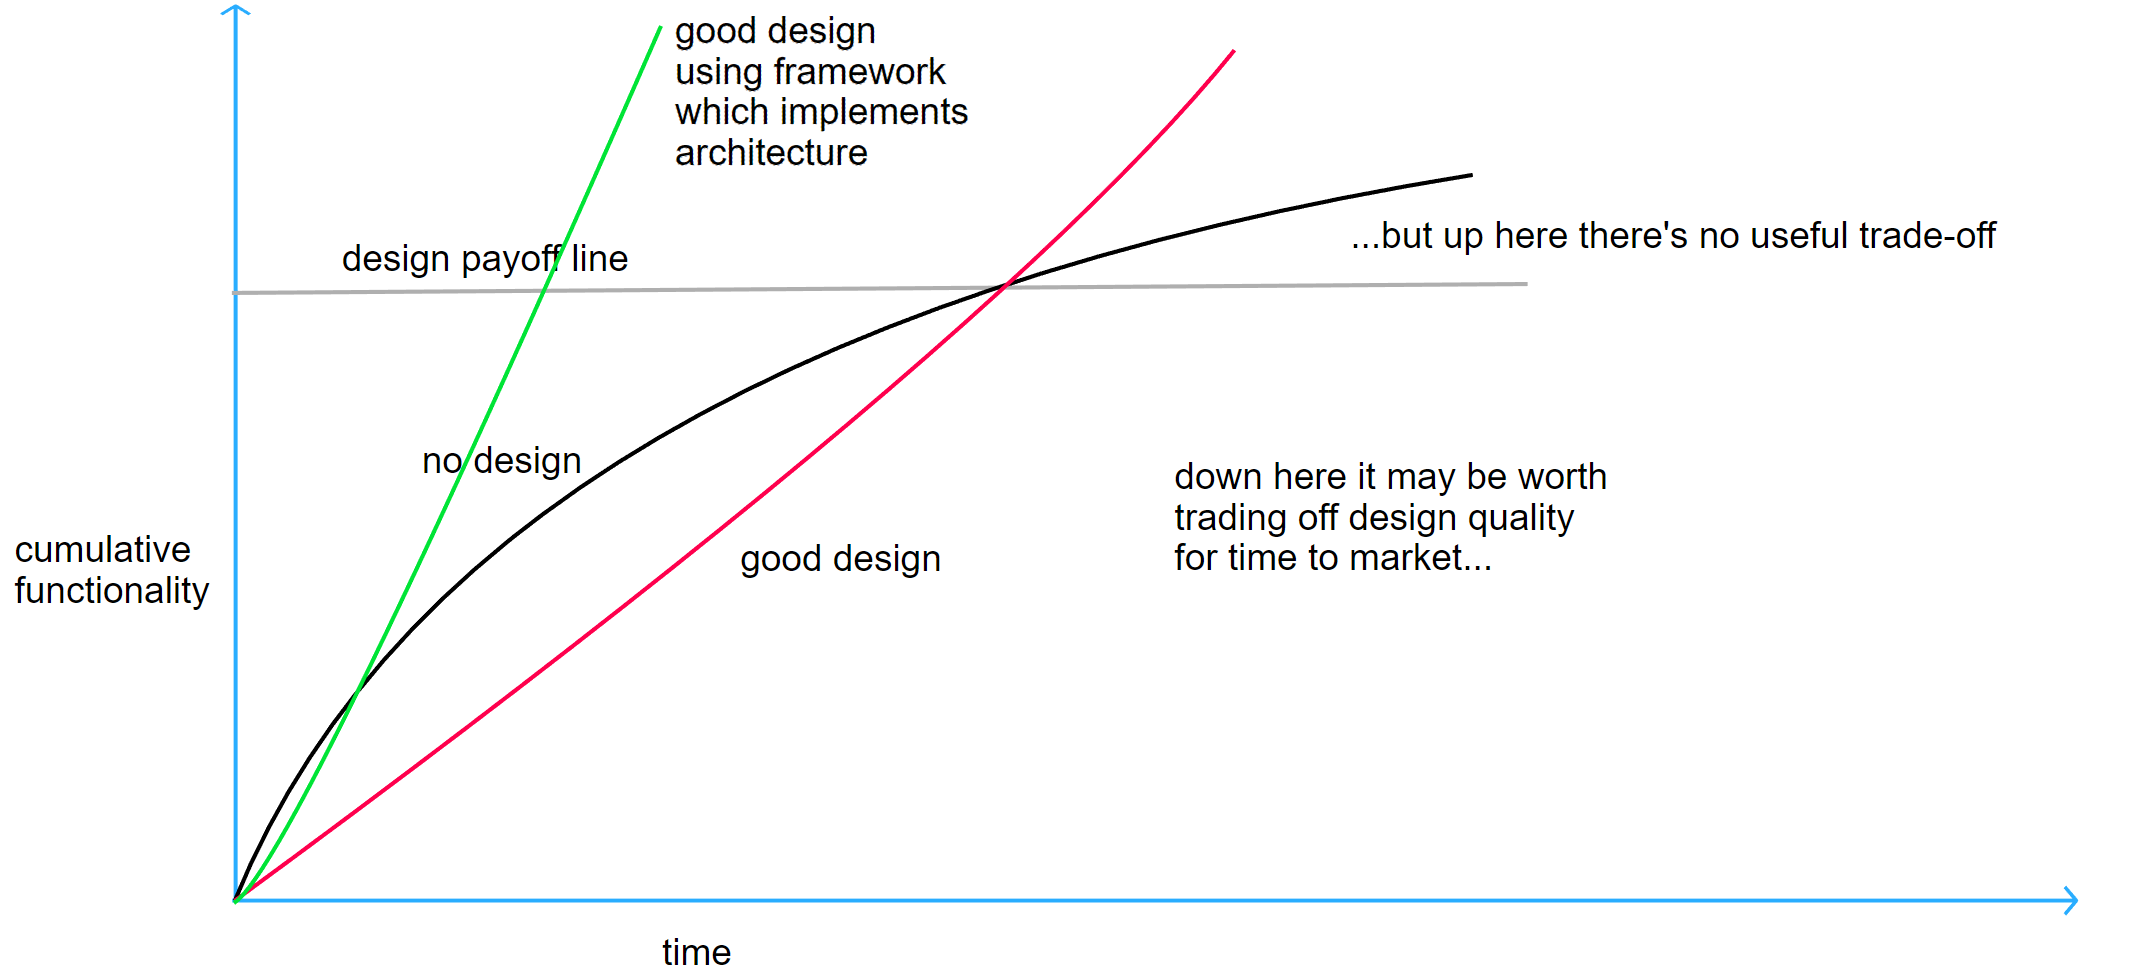 good design
using framework
which implements
architecture
design payoff line
...but up here there's no useful trade-off
no design
down here it may be worth
trading off design quality
for time to market...
good design
cumulative
functionality
time